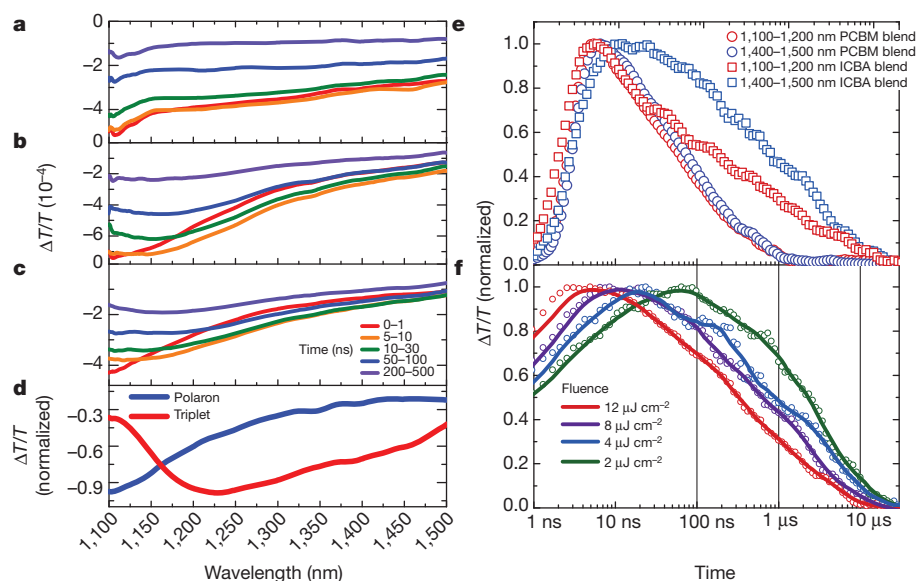 a
0
−2
−4
0
b
−2
−4
−6
0
ΔT/T (10⁻⁴)
c
−2
−4
0–1
5–10
10–30
50–100
200–500
Time (ns)
d
Polaron
Triplet
−0.3
−0.6
−0.9
ΔT/T
(normalized)
1,100
1,150
1,200
1,250
1,300
1,350
1,400
1,450
1,500
Wavelength (nm)
e
1,100–1,200 nm PCBM blend
1,400–1,500 nm PCBM blend
1,100–1,200 nm ICBA blend
1,400–1,500 nm ICBA blend
1.0
0.8
0.6
0.4
0.2
0.0
f
1.0
0.8
0.6
0.4
0.2
0.0
ΔT/T (normalized)
Fluence
12 μJ cm⁻²
8 μJ cm⁻²
4 μJ cm⁻²
2 μJ cm⁻²
1 ns
10 ns
100 ns
1 μs
10 μs
Time